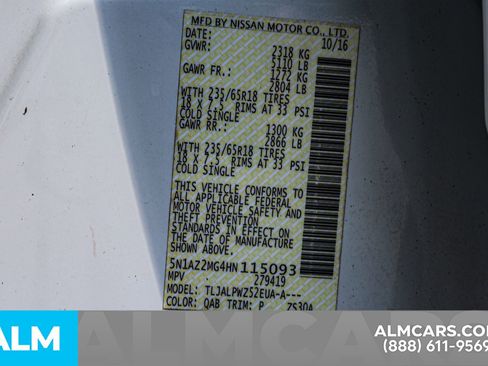 MFD BY NISSAN MOTOR CO., LTD.
DATE: 10/16
GVWR: 2318 KG
5110 LB
GAWR FR.: 1272 KG
2804 LB
WITH 235/65R18 TIRES
18 X 7.5 RIMS AT 33 PSI
COLD SINGLE
GAWR RR.: 1300 KG
2866 LB
WITH 235/65R18 TIRES
18 X 7.5 RIMS AT 33 PSI
COLD SINGLE
THIS VEHICLE CONFORMS TO
ALL APPLICABLE FEDERAL
MOTOR VEHICLE SAFETY AND
THEFT PREVENTION
STANDARDS IN EFFECT ON
THE DATE OF MANUFACTURE
SHOWN ABOVE.
5N1AZ2MG4HN115093
MPV 279419
MODEL: TLJALPWZ52EUA-A---
COLOR: QAB TRIM: P ZS30A
ALMCARS
ALM
ALMCARS.COM
(888) 611-9569